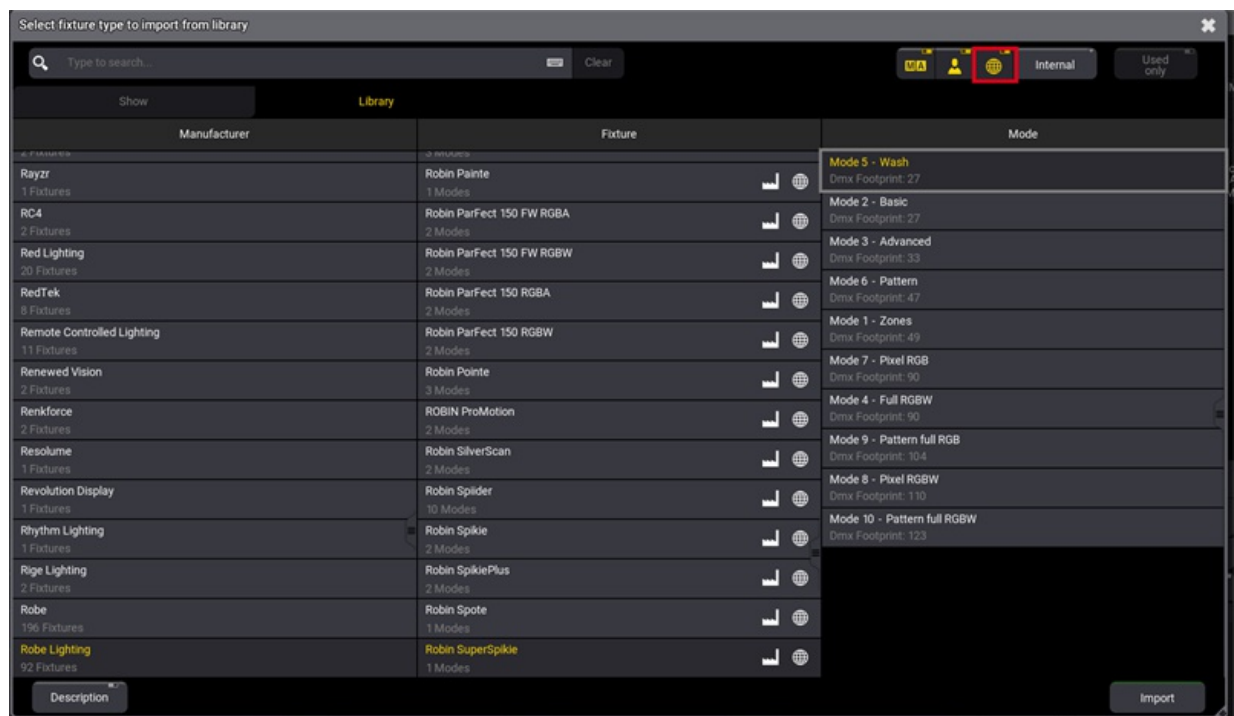 Select fixture type to import from library
Type to search...
Clear
MA
Internal
Used
only
Show
Library
Manufacturer
Fixture
Mode
2 Fixtures
Rayzr
1 Fixtures
RC4
2 Fixtures
Red Lighting
20 Fixtures
RedTek
8 Fixtures
Remote Controlled Lighting
11 Fixtures
Renewed Vision
2 Fixtures
Renkforce
2 Fixtures
Resolume
1 Fixtures
Revolution Display
1 Fixtures
Rhythm Lighting
1 Fixtures
Rige Lighting
2 Fixtures
Robe
196 Fixtures
Robe Lighting
92 Fixtures
3 Modes
Robin Painte
1 Modes
Robin ParFect 150 FW RGBA
2 Modes
Robin ParFect 150 FW RGBW
2 Modes
Robin ParFect 150 RGBA
2 Modes
Robin ParFect 150 RGBW
2 Modes
Robin Pointe
3 Modes
ROBIN ProMotion
2 Modes
Robin SilverScan
2 Modes
Robin Spiider
10 Modes
Robin Spikie
2 Modes
Robin SpikiePlus
2 Modes
Robin Spote
1 Modes
Robin SuperSpikie
1 Modes
Mode 5 - Wash
Dmx Footprint: 27
Mode 2 - Basic
Dmx Footprint: 27
Mode 3 - Advanced
Dmx Footprint: 33
Mode 6 - Pattern
Dmx Footprint: 47
Mode 1 - Zones
Dmx Footprint: 49
Mode 7 - Pixel RGB
Dmx Footprint: 90
Mode 4 - Full RGBW
Dmx Footprint: 90
Mode 9 - Pattern full RGB
Dmx Footprint: 104
Mode 8 - Pixel RGBW
Dmx Footprint: 110
Mode 10 - Pattern full RGBW
Dmx Footprint: 123
Description
Import